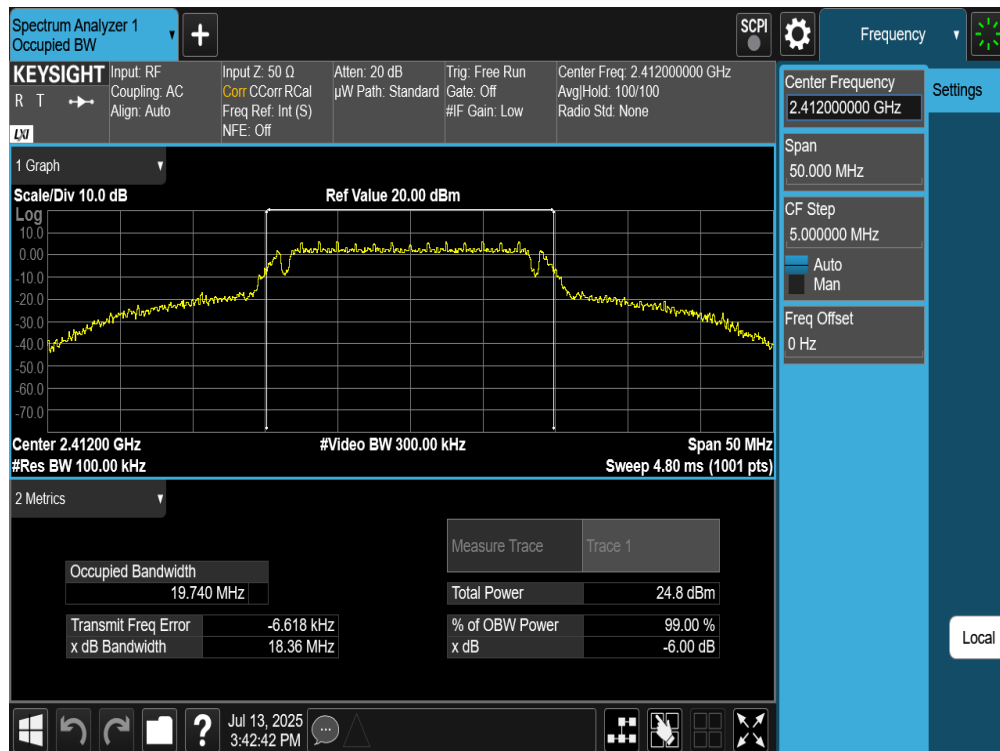 Spectrum Analyzer 1
Occupied BW
+
SCPI
Frequency
KEYSIGHT
R T
LXI
Input: RF
Coupling: AC
Align: Auto
Input Z: 50 Ω
Corr CCorr RCal
Freq Ref: Int (S)
NFE: Off
Atten: 20 dB
µW Path: Standard
Trig: Free Run
Gate: Off
#IF Gain: Low
Center Freq: 2.412000000 GHz
Avg|Hold: 100/100
Radio Std: None
Center Frequency
2.412000000 GHz
Settings
Span
50.000 MHz
CF Step
5.000000 MHz
Auto
Man
Freq Offset
0 Hz
1 Graph
Scale/Div 10.0 dB
Ref Value 20.00 dBm
Log
10.0
0.00
-10.0
-20.0
-30.0
-40.0
-50.0
-60.0
-70.0
Center 2.41200 GHz
#Video BW 300.00 kHz
Span 50 MHz
#Res BW 100.00 kHz
Sweep 4.80 ms (1001 pts)
2 Metrics
Measure Trace
Trace 1
Occupied Bandwidth
19.740 MHz
Total Power
24.8 dBm
Transmit Freq Error
-6.618 kHz
% of OBW Power
99.00 %
x dB Bandwidth
18.36 MHz
x dB
-6.00 dB
Local
?
Jul 13, 2025
3:42:42 PM